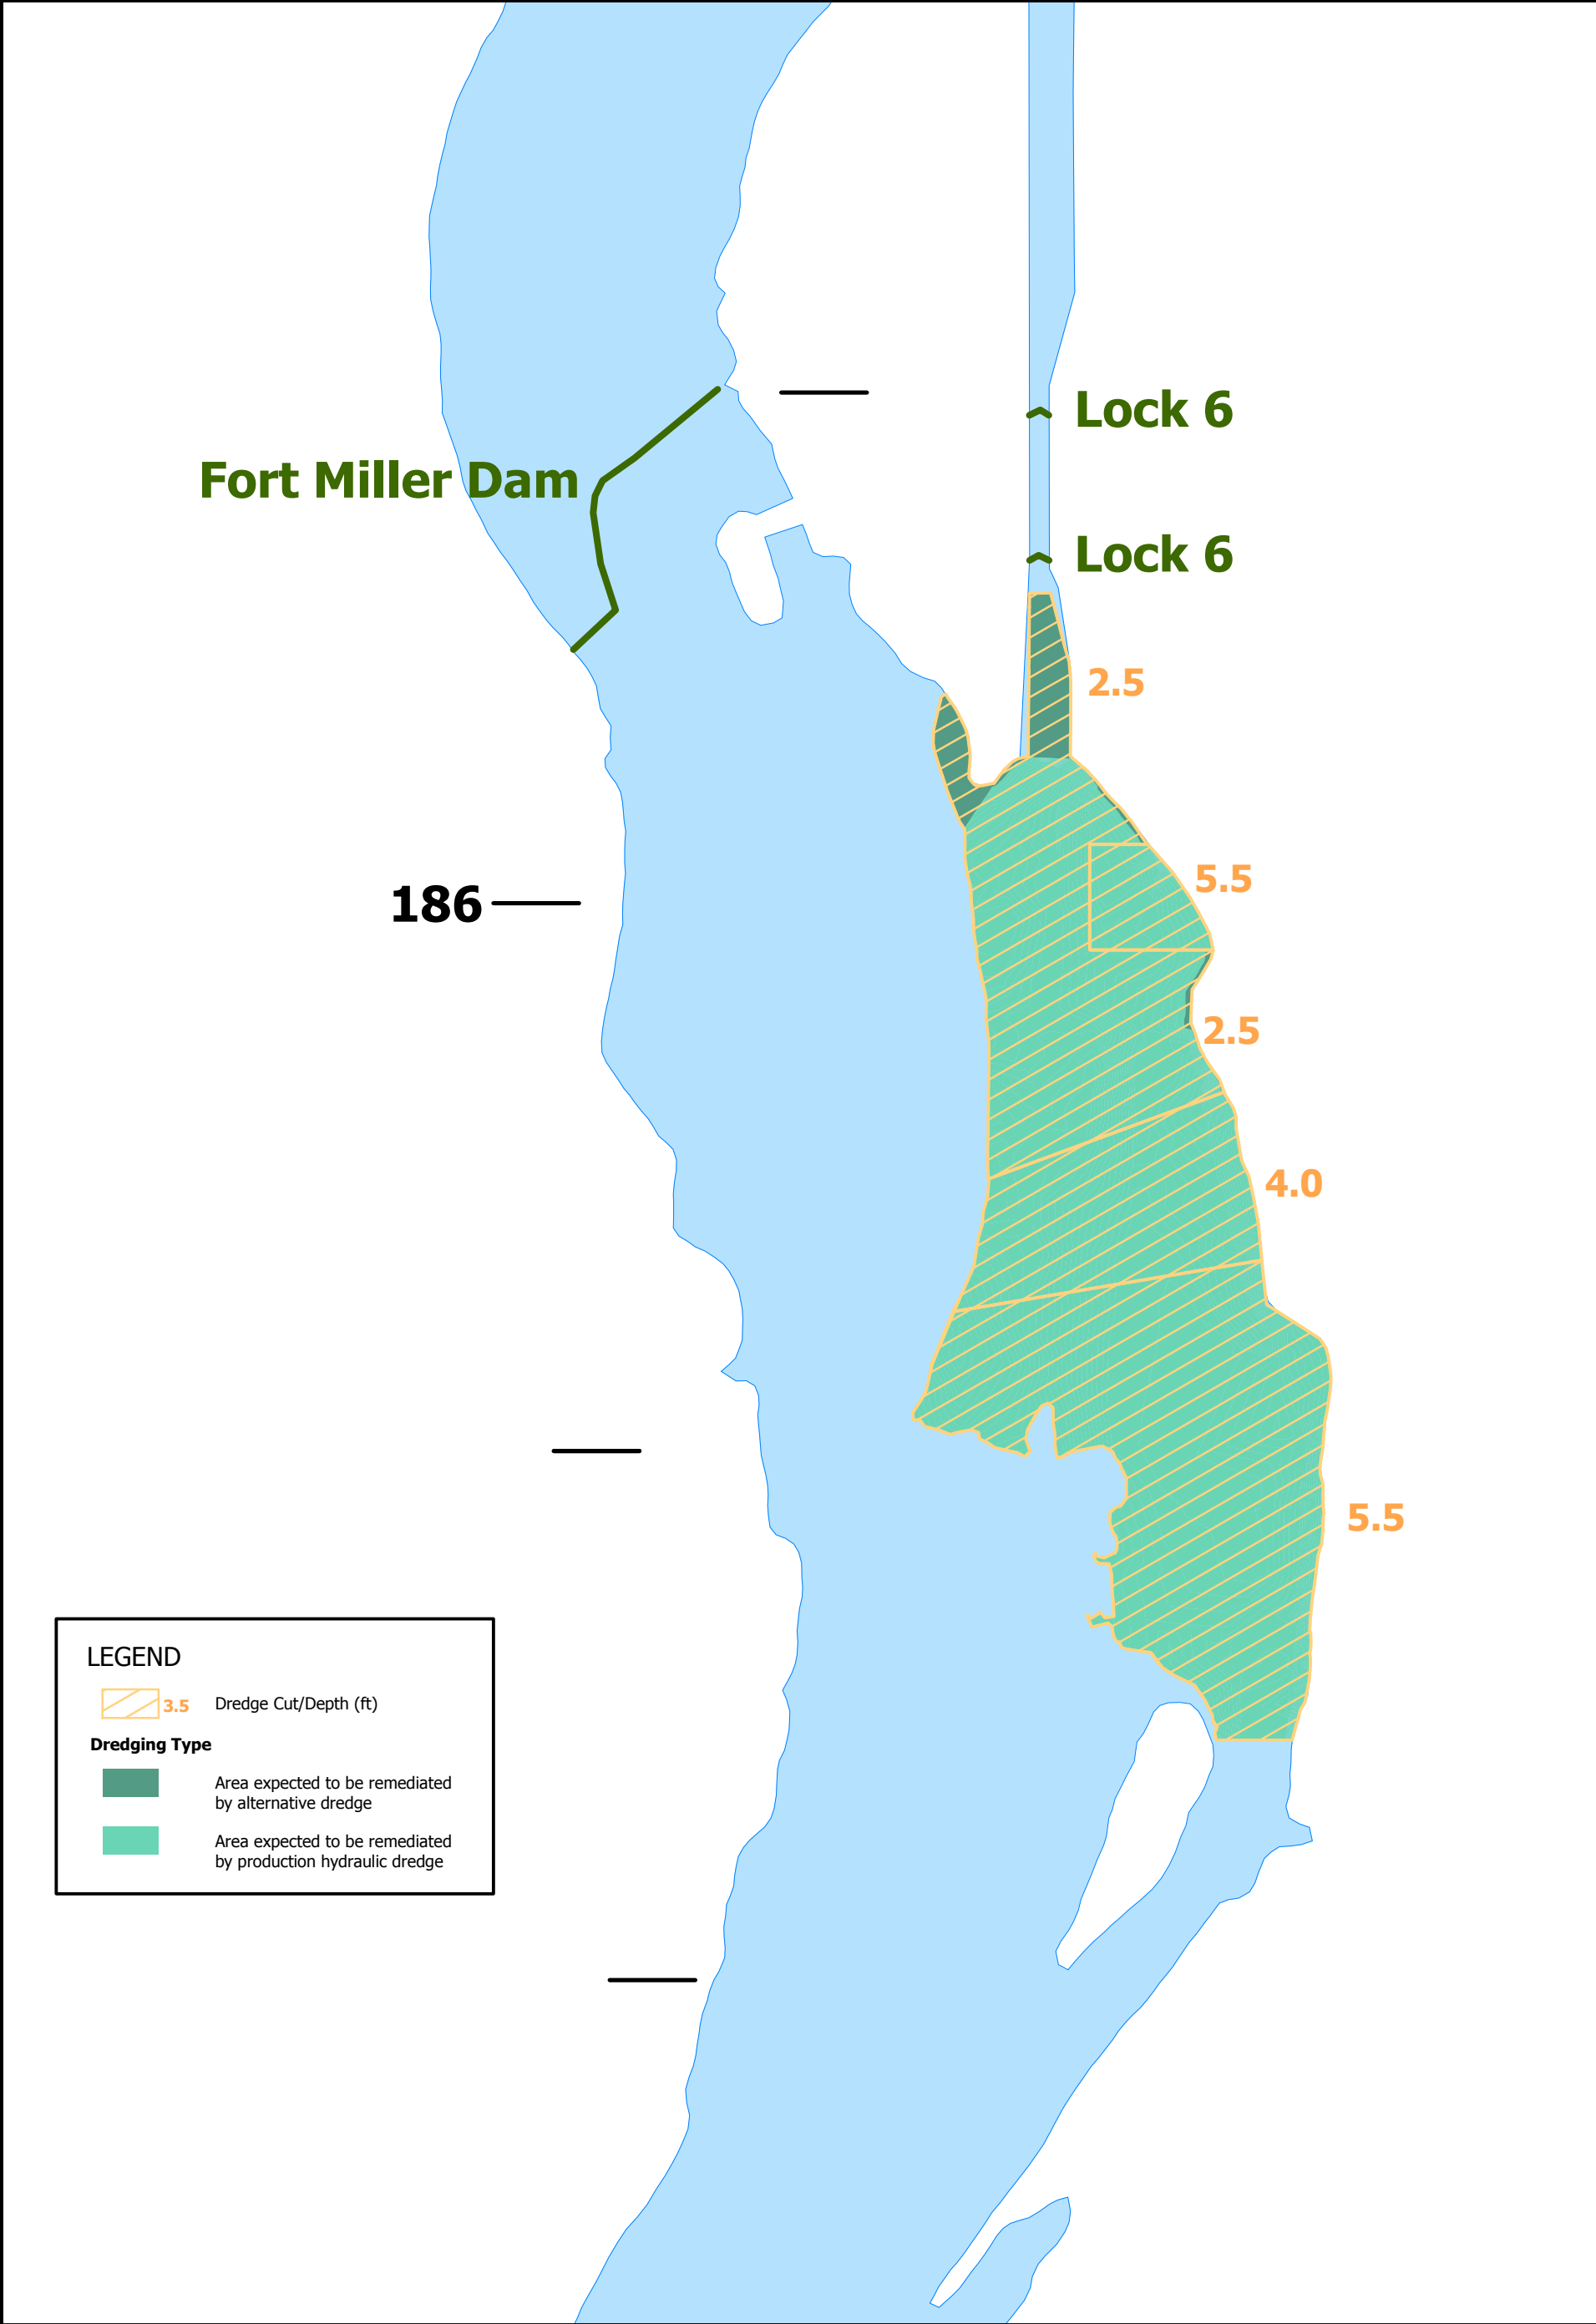 Lock 6
Fort Miller Dam
Lock 6
2.5
5.5
186
2.5
4.0
5.5
LEGEND
3.5 Dredge Cut/Depth (ft)
Dredging Type
Area expected to be remediated
by alternative dredge
Area expected to be remediated
by production hydraulic dredge